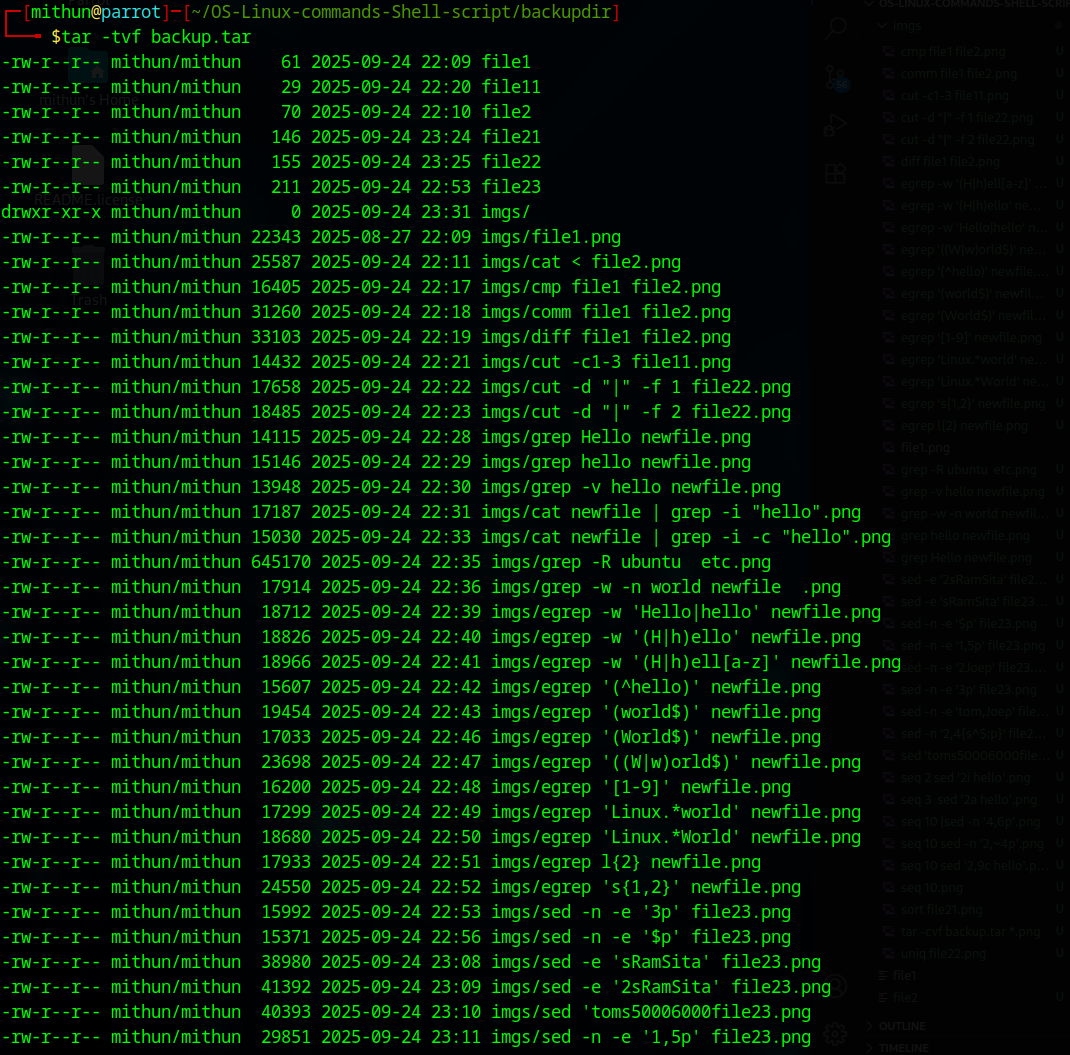 ┌─[mithun@parrot]─[~/OS-Linux-commands-Shell-script/backupdir]
└──╼ $tar -tvf backup.tar
-rw-r--r-- mithun/mithun    61 2025-09-24 22:09 file1
-rw-r--r-- mithun/mithun    29 2025-09-24 22:20 file11
-rw-r--r-- mithun/mithun    70 2025-09-24 22:10 file2
-rw-r--r-- mithun/mithun   146 2025-09-24 23:24 file21
-rw-r--r-- mithun/mithun   155 2025-09-24 23:25 file22
-rw-r--r-- mithun/mithun   211 2025-09-24 22:53 file23
drwxr-xr-x mithun/mithun     0 2025-09-24 23:31 imgs/
-rw-r--r-- mithun/mithun 22343 2025-08-27 22:09 imgs/file1.png
-rw-r--r-- mithun/mithun 25587 2025-09-24 22:11 imgs/cat < file2.png
-rw-r--r-- mithun/mithun 16405 2025-09-24 22:17 imgs/cmp file1 file2.png
-rw-r--r-- mithun/mithun 31260 2025-09-24 22:18 imgs/comm file1 file2.png
-rw-r--r-- mithun/mithun 33103 2025-09-24 22:19 imgs/diff file1 file2.png
-rw-r--r-- mithun/mithun 14432 2025-09-24 22:21 imgs/cut -c1-3 file11.png
-rw-r--r-- mithun/mithun 17658 2025-09-24 22:22 imgs/cut -d "|" -f 1 file22.png
-rw-r--r-- mithun/mithun 18485 2025-09-24 22:23 imgs/cut -d "|" -f 2 file22.png
-rw-r--r-- mithun/mithun 14115 2025-09-24 22:28 imgs/grep Hello newfile.png
-rw-r--r-- mithun/mithun 15146 2025-09-24 22:29 imgs/grep hello newfile.png
-rw-r--r-- mithun/mithun 13948 2025-09-24 22:30 imgs/grep -v hello newfile.png
-rw-r--r-- mithun/mithun 17187 2025-09-24 22:31 imgs/cat newfile | grep -i "hello".png
-rw-r--r-- mithun/mithun 15030 2025-09-24 22:33 imgs/cat newfile | grep -i -c "hello".png
-rw-r--r-- mithun/mithun 645170 2025-09-24 22:35 imgs/grep -R ubuntu  etc.png
-rw-r--r-- mithun/mithun  17914 2025-09-24 22:36 imgs/grep -w -n world newfile  .png
-rw-r--r-- mithun/mithun  18712 2025-09-24 22:39 imgs/egrep -w 'Hello|hello' newfile.png
-rw-r--r-- mithun/mithun  18826 2025-09-24 22:40 imgs/egrep -w '(H|h)ello' newfile.png
-rw-r--r-- mithun/mithun  18966 2025-09-24 22:41 imgs/egrep -w '(H|h)ell[a-z]' newfile.png
-rw-r--r-- mithun/mithun  15607 2025-09-24 22:42 imgs/egrep '(^hello)' newfile.png
-rw-r--r-- mithun/mithun  19454 2025-09-24 22:43 imgs/egrep '(world$)' newfile.png
-rw-r--r-- mithun/mithun  17033 2025-09-24 22:46 imgs/egrep '(World$)' newfile.png
-rw-r--r-- mithun/mithun  23698 2025-09-24 22:47 imgs/egrep '((W|w)orld$)' newfile.png
-rw-r--r-- mithun/mithun  16200 2025-09-24 22:48 imgs/egrep '[1-9]' newfile.png
-rw-r--r-- mithun/mithun  17299 2025-09-24 22:49 imgs/egrep 'Linux.*world' newfile.png
-rw-r--r-- mithun/mithun  18680 2025-09-24 22:50 imgs/egrep 'Linux.*World' newfile.png
-rw-r--r-- mithun/mithun  17933 2025-09-24 22:51 imgs/egrep l{2} newfile.png
-rw-r--r-- mithun/mithun  24550 2025-09-24 22:52 imgs/egrep 's{1,2}' newfile.png
-rw-r--r-- mithun/mithun  15992 2025-09-24 22:53 imgs/sed -n -e '3p' file23.png
-rw-r--r-- mithun/mithun  15371 2025-09-24 22:56 imgs/sed -n -e '$p' file23.png
-rw-r--r-- mithun/mithun  38980 2025-09-24 23:08 imgs/sed -e 'sRamSita' file23.png
-rw-r--r-- mithun/mithun  41392 2025-09-24 23:09 imgs/sed -e '2sRamSita' file23.png
-rw-r--r-- mithun/mithun  40393 2025-09-24 23:10 imgs/sed 'toms50006000file23.png
-rw-r--r-- mithun/mithun  29851 2025-09-24 23:11 imgs/sed -n -e '1,5p' file23.png